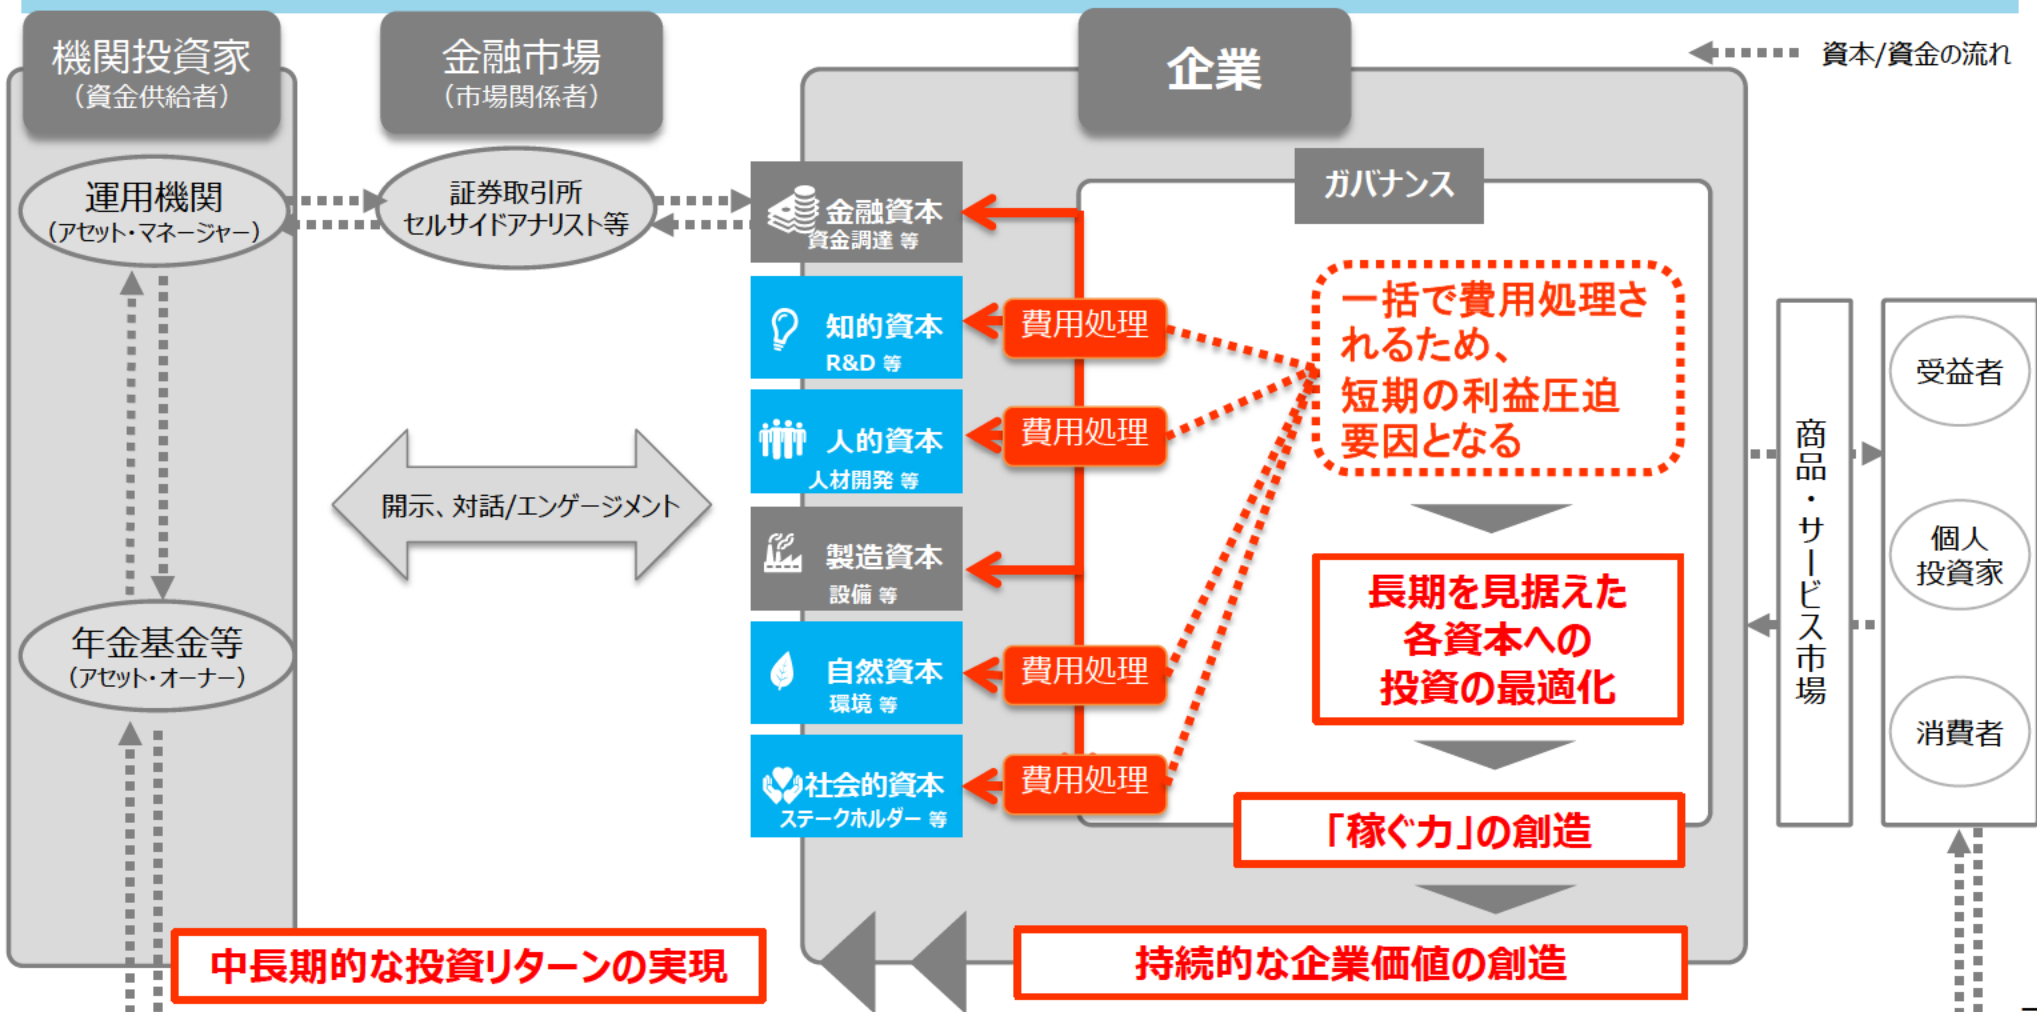 機関投資家
(資金供給者)
金融市場
(市場関係者)
企業
資本/資金の流れ
運用機関
(アセット・マネージャー)
証券取引所
セルサイドアナリスト等
年金基金等
(アセット・オーナー)
開示、対話/エンゲージメント
金融資本
資金調達 等
知的資本
R&D 等
人的資本
人材開発 等
製造資本
設備 等
自然資本
環境 等
社会的資本
ステークホルダー 等
費用処理
費用処理
費用処理
費用処理
ガバナンス
一括で費用処理さ
れるため、
短期の利益圧迫
要因となる
長期を見据えた
各資本への
投資の最適化
「稼ぐ力」の創造
持続的な企業価値の創造
中長期的な投資リターンの実現
商品・サービス市場
受益者
個人
投資家
消費者